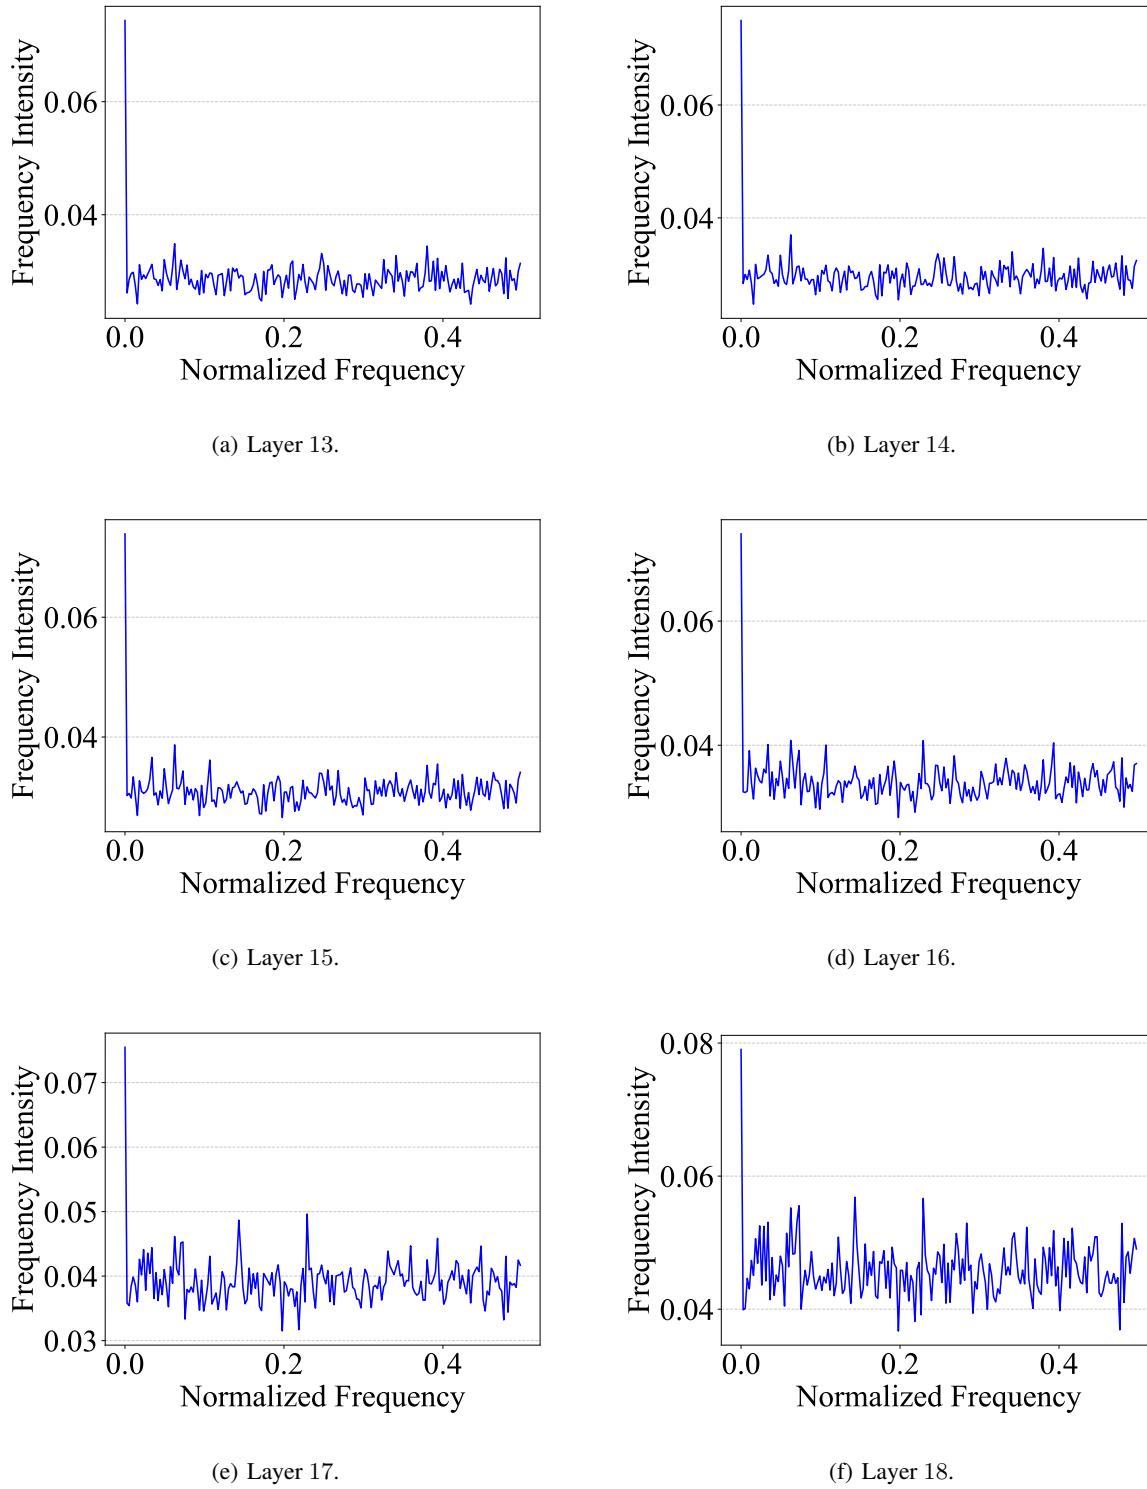 Frequency Intensity
0.06
0.04
0.0 0.2 0.4
Normalized Frequency
(a) Layer 13.
Frequency Intensity
0.06
0.04
0.0 0.2 0.4
Normalized Frequency
(b) Layer 14.
Frequency Intensity
0.06
0.04
0.0 0.2 0.4
Normalized Frequency
(c) Layer 15.
Frequency Intensity
0.06
0.04
0.0 0.2 0.4
Normalized Frequency
(d) Layer 16.
Frequency Intensity
0.07
0.06
0.05
0.04
0.03
0.0 0.2 0.4
Normalized Frequency
(e) Layer 17.
Frequency Intensity
0.08
0.06
0.04
0.0 0.2 0.4
Normalized Frequency
(f) Layer 18.